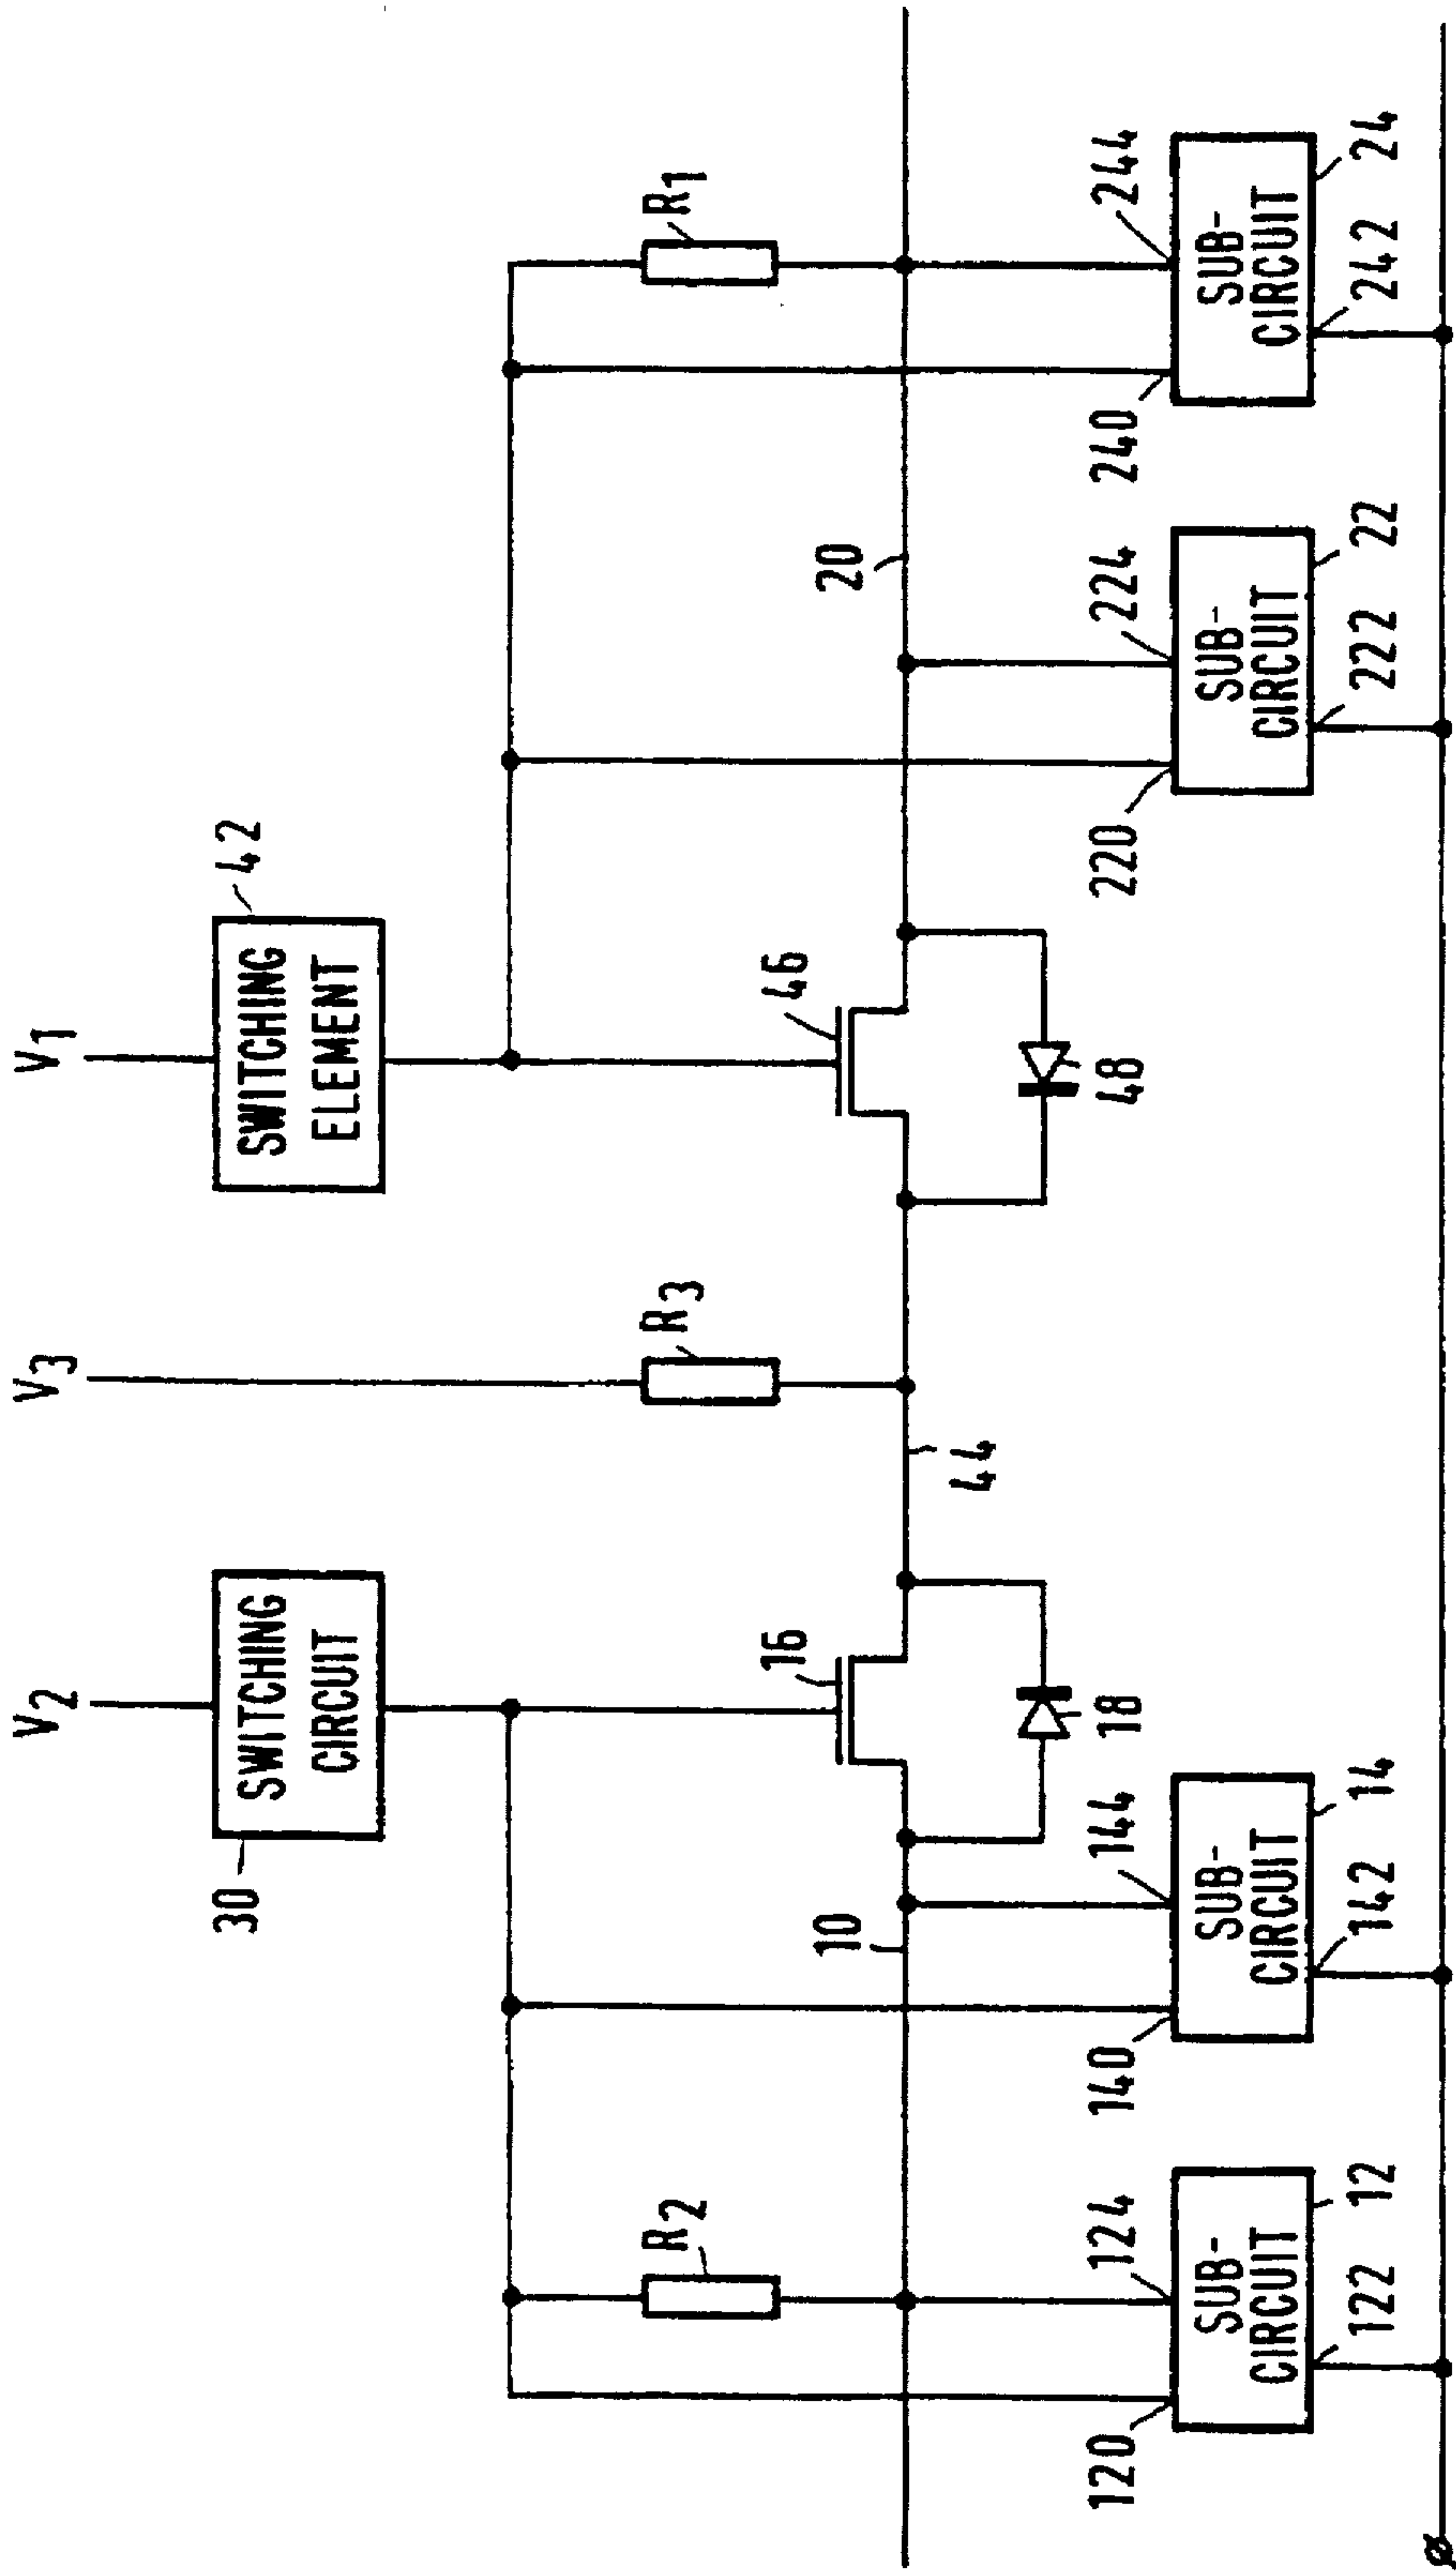 V2
V3
V1
30
SWITCHING
CIRCUIT
SWITCHING
ELEMENT
42
R2
R3
R1
16
46
10
44
20
18
48
120
124
140
144
220
224
240
244
SUB-
CIRCUIT
SUB-
CIRCUIT
SUB-
CIRCUIT
SUB-
CIRCUIT
122
12
142
14
222
22
242
24